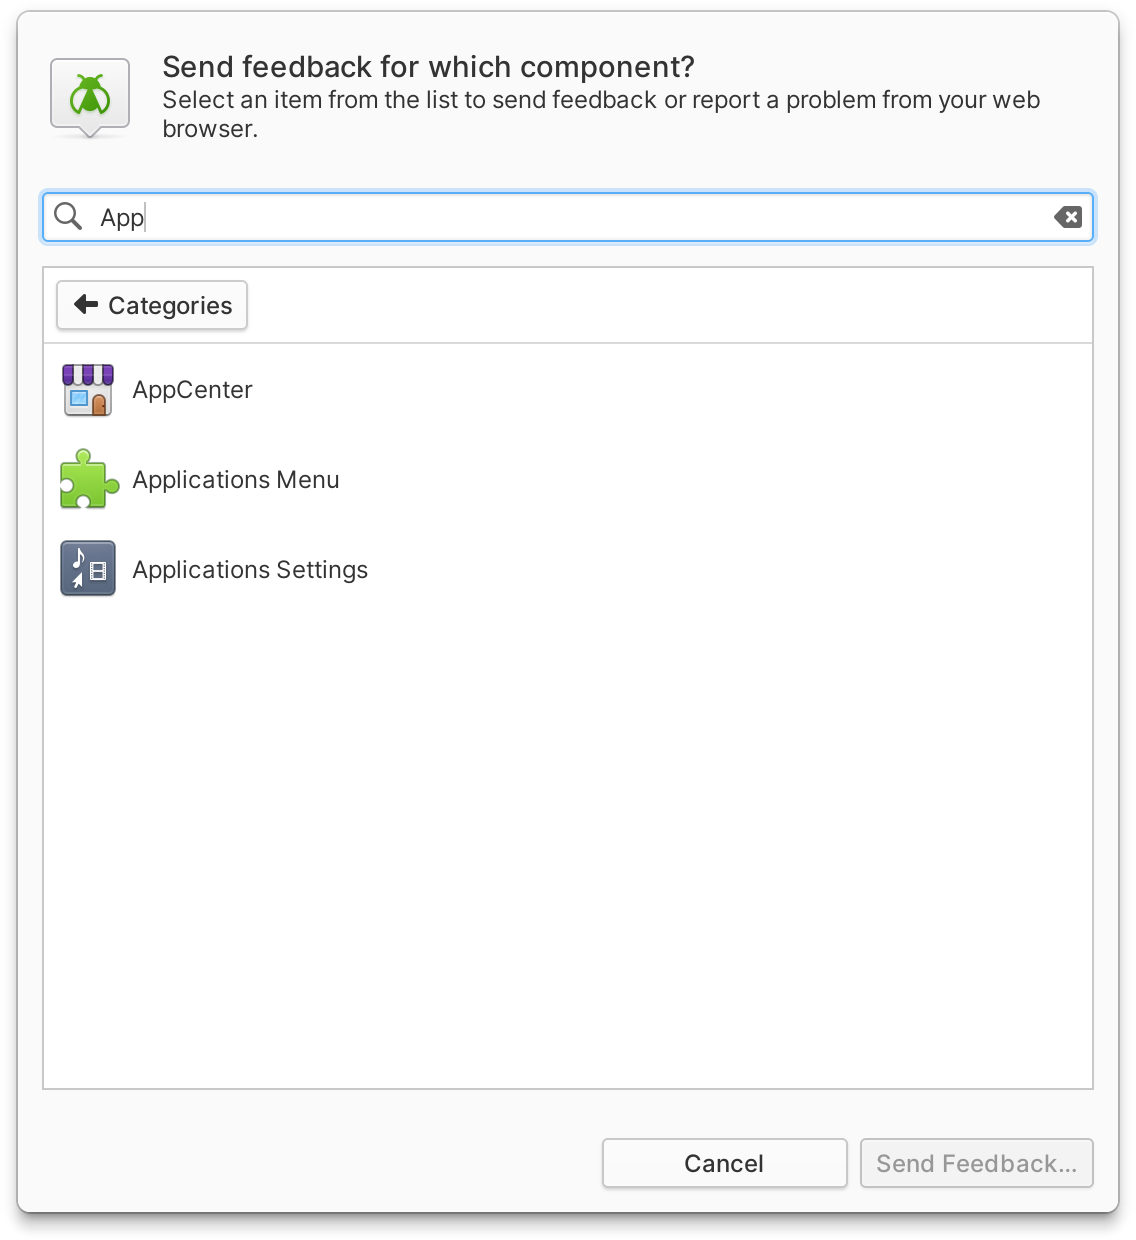 Send feedback for which component?
Select an item from the list to send feedback or report a problem from your web
browser.
App
Categories
AppCenter
Applications Menu
Applications Settings
Cancel
Send Feedback...